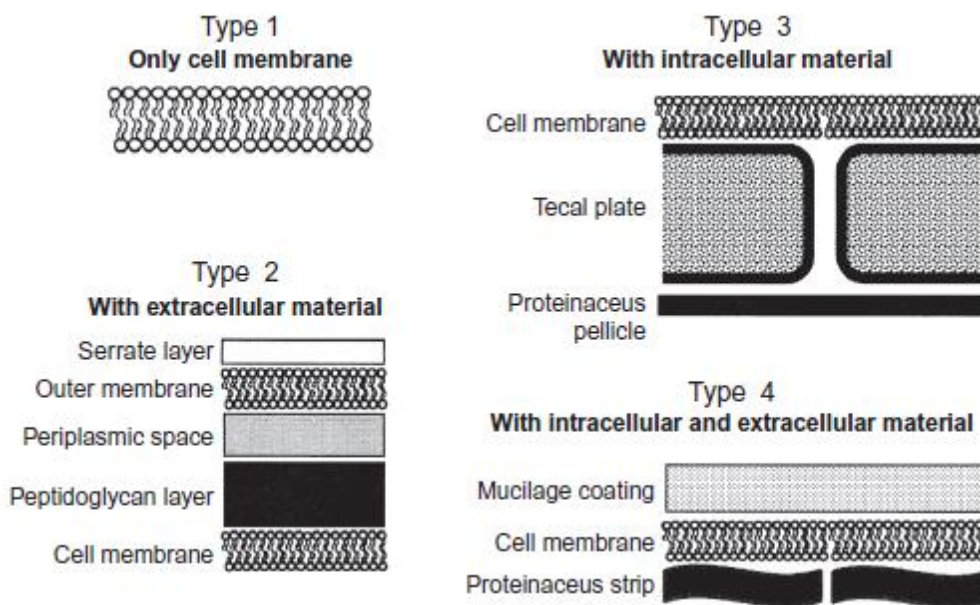 Type 1
Only cell membrane
Type 2
With extracellular material
Serrate layer
Outer membrane
Periplasmic space
Peptidoglycan layer
Cell membrane
Type 3
With intracellular material
Cell membrane
Tecal plate
Proteinaceus
pellicle
Type 4
With intracellular and extracellular material
Mucilage coating
Cell membrane
Proteinaceus strip